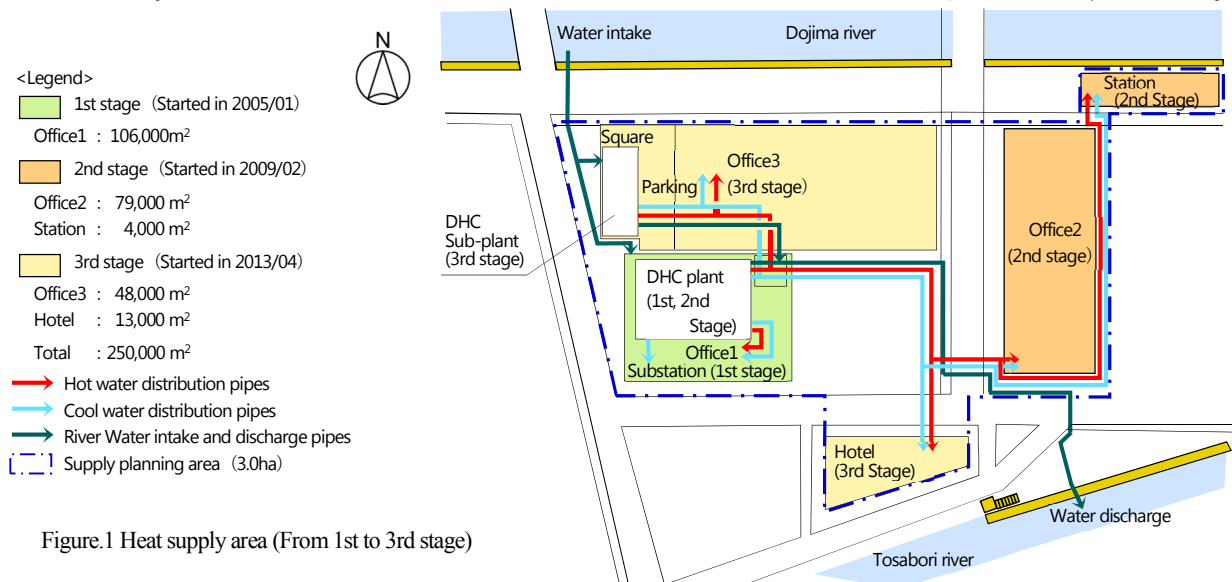 <Legend>
1st stage (Started in 2005/01)
Office1 : 106,000m²
2nd stage (Started in 2009/02)
Office2 : 79,000 m²
Station : 4,000 m²
3rd stage (Started in 2013/04)
Office3 : 48,000 m²
Hotel : 13,000 m²
Total : 250,000 m²
Hot water distribution pipes
Cool water distribution pipes
River Water intake and discharge pipes
Supply planning area (3.0ha)
Figure.1 Heat supply area (From 1st to 3rd stage)
N
Water intake
Dojima river
Station
(2nd Stage)
Square
Parking
Office3
(3rd stage)
DHC
Sub-plant
(3rd stage)
Office2
(2nd stage)
DHC plant
(1st, 2nd
Stage)
Office1
Substation (1st stage)
Hotel
(3rd Stage)
Water discharge
Tosabori river